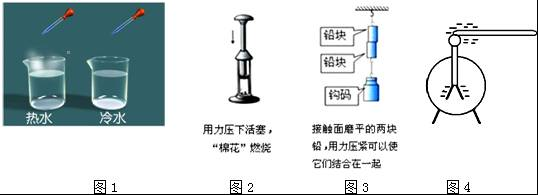 热水
冷水
用力压下活塞，
“棉花”燃烧
铅块
铅块
钩码
接触面磨平的两块
铅，用力压紧可以使
它们结合在一起
图1
图2
图3
图4